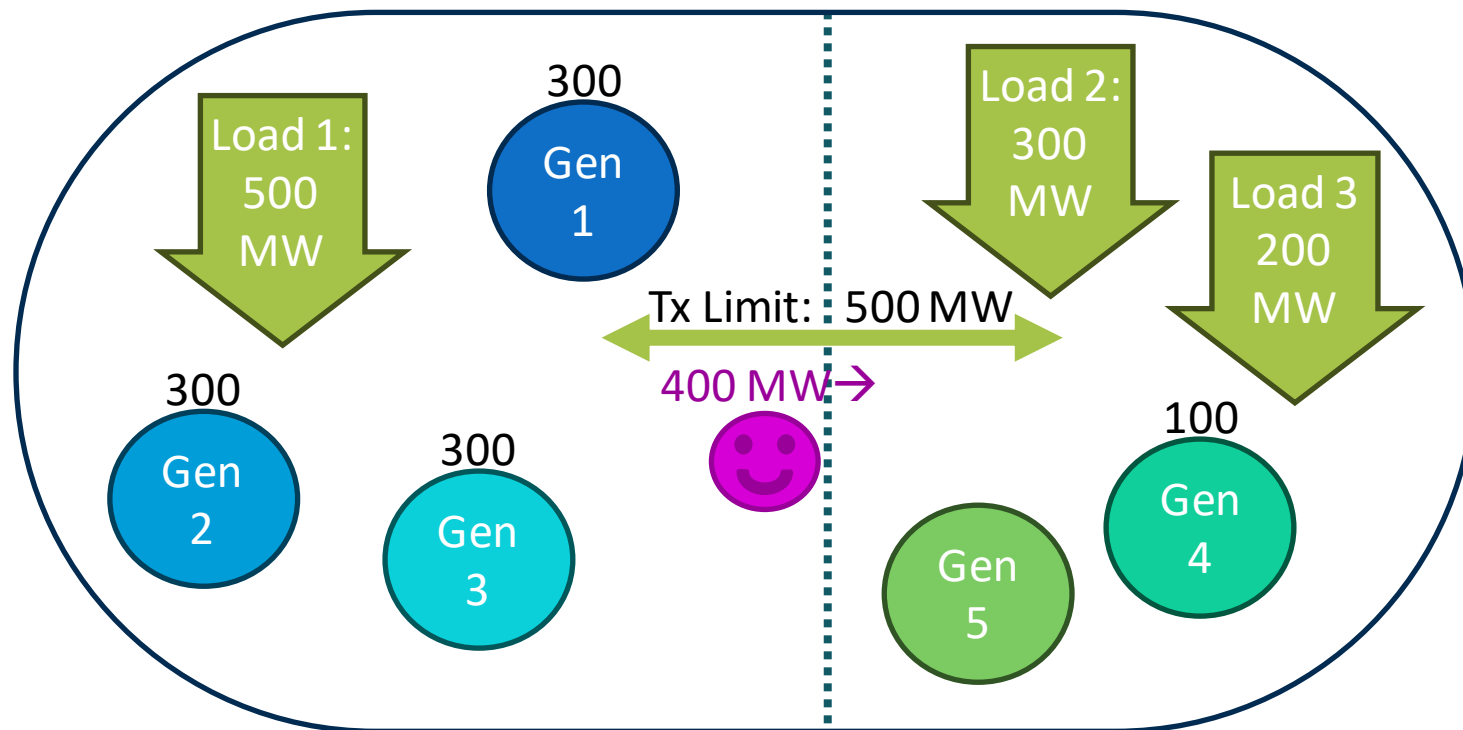 300
Gen
1
Load 1:
500
MW
Load 2:
300
MW
Load 3
200
MW
Tx Limit: 500 MW
400 MW→
300
Gen
2
300
Gen
3
100
Gen
4
Gen
5